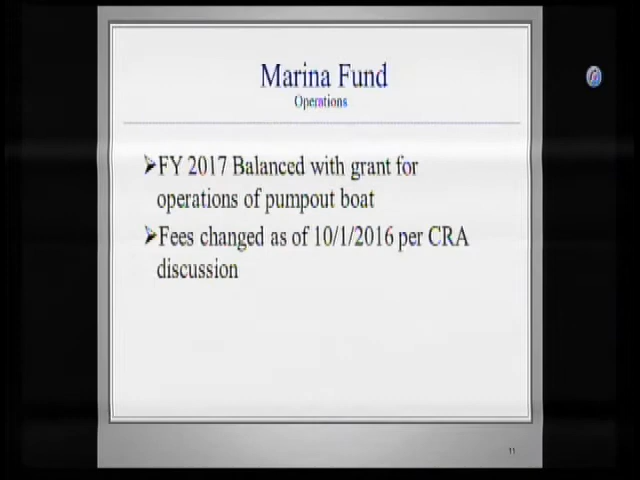 Marina Fund
Operations
➢FY 2017 Balanced with grant for
operations of pumpout boat
➢Fees changed as of 10/1/2016 per CRA
discussion
11